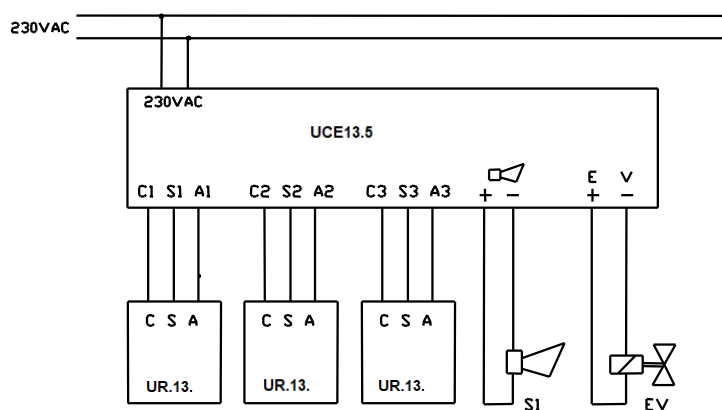 230VAC
230VAC
UCE13.5
E V
C1 S1 A1 C2 S2 A2 C3 S3 A3 + - + -
C S A C S A C S A
UR.13. UR.13. UR.13.
S1 EV